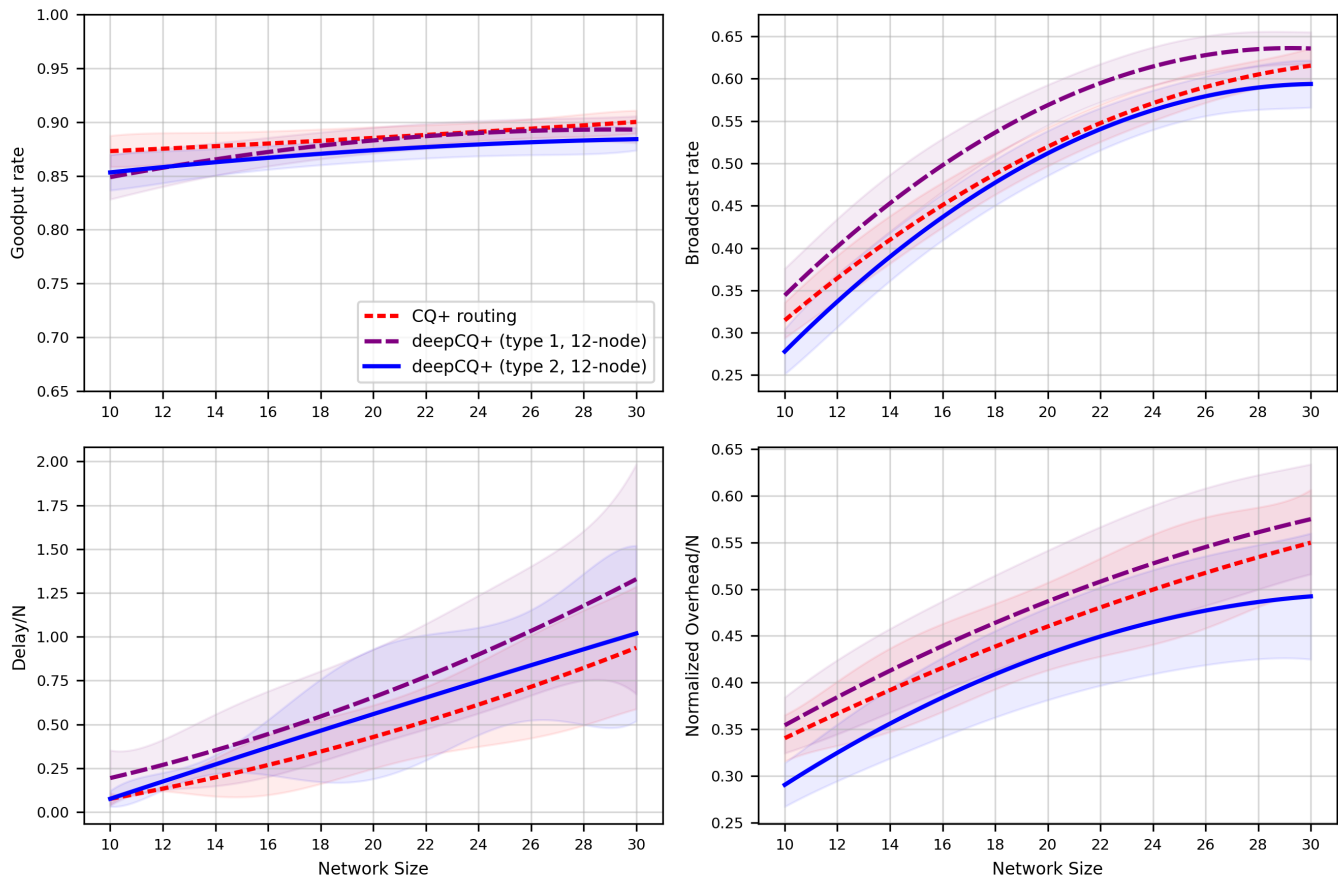 1.00
0.95
0.90
0.85
0.80
0.75
0.70
0.65
Goodput rate
10 12 14 16 18 20 22 24 26 28 30
CQ+ routing
deepCQ+ (type 1, 12-node)
deepCQ+ (type 2, 12-node)
0.65
0.60
0.55
0.50
0.45
0.40
0.35
0.30
0.25
Broadcast rate
10 12 14 16 18 20 22 24 26 28 30
2.00
1.75
1.50
1.25
1.00
0.75
0.50
0.25
0.00
Delay/N
10 12 14 16 18 20 22 24 26 28 30
Network Size
0.65
0.60
0.55
0.50
0.45
0.40
0.35
0.30
0.25
Normalized Overhead/N
10 12 14 16 18 20 22 24 26 28 30
Network Size